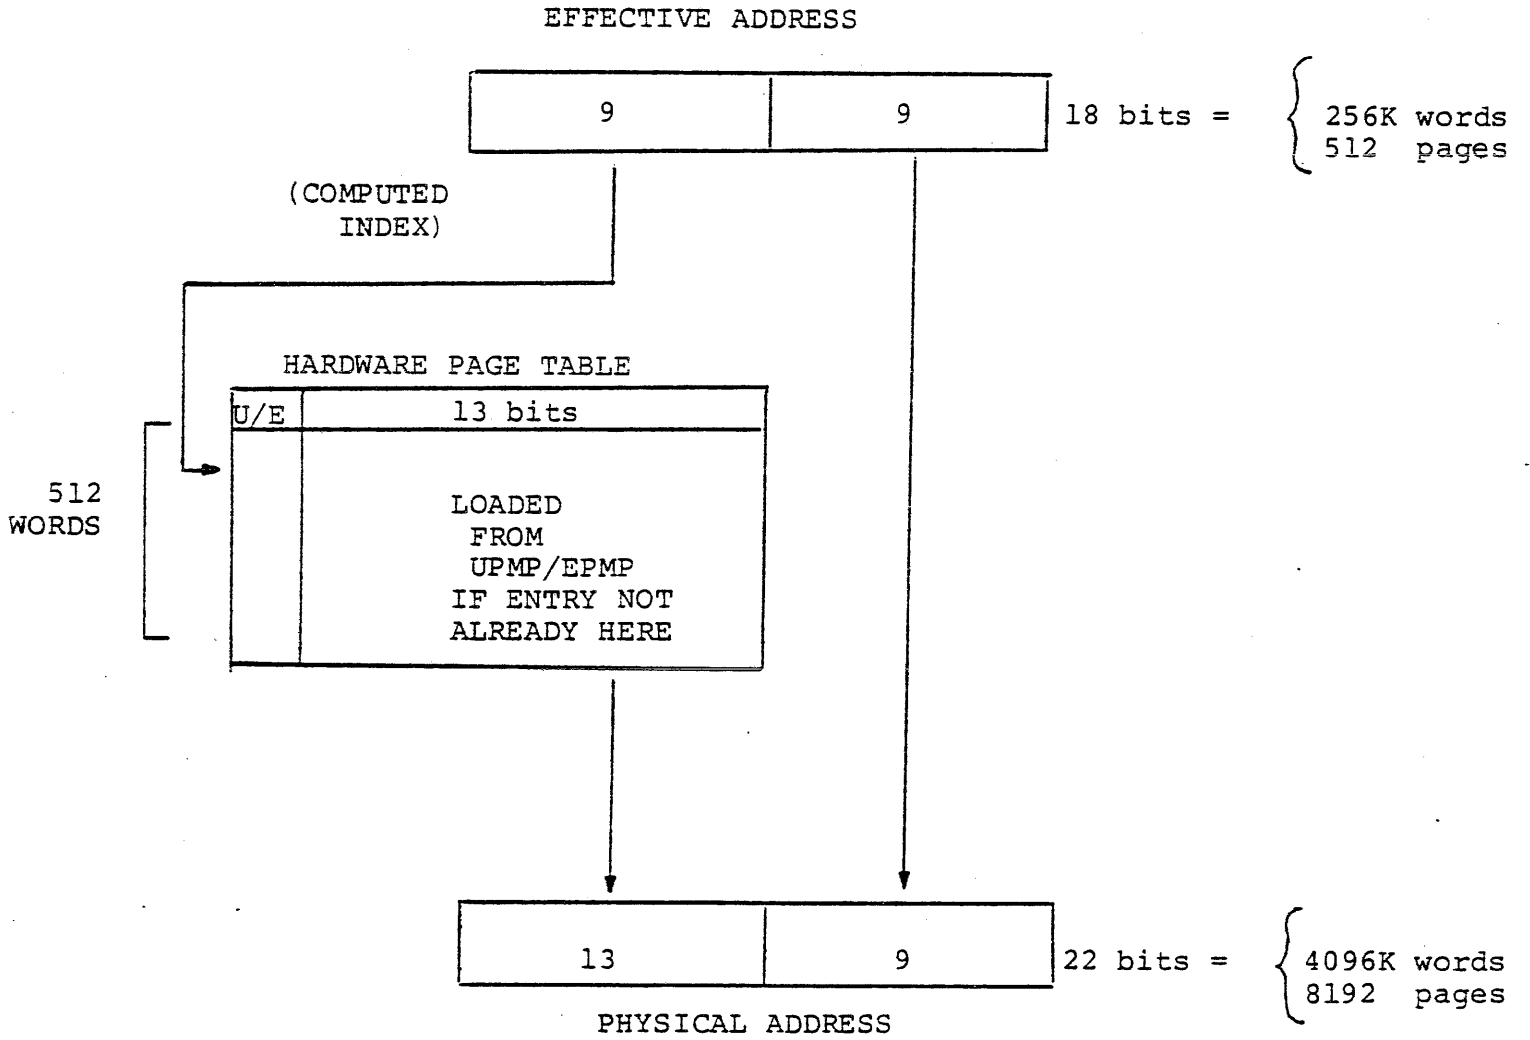 EFFECTIVE ADDRESS
9 9 18 bits = 256K words
512 pages
(COMPUTED
INDEX)
HARDWARE PAGE TABLE
U/E 13 bits
512
WORDS
LOADED
FROM
UPMP/EPMP
IF ENTRY NOT
ALREADY HERE
13 9 22 bits = 4096K words
8192 pages
PHYSICAL ADDRESS